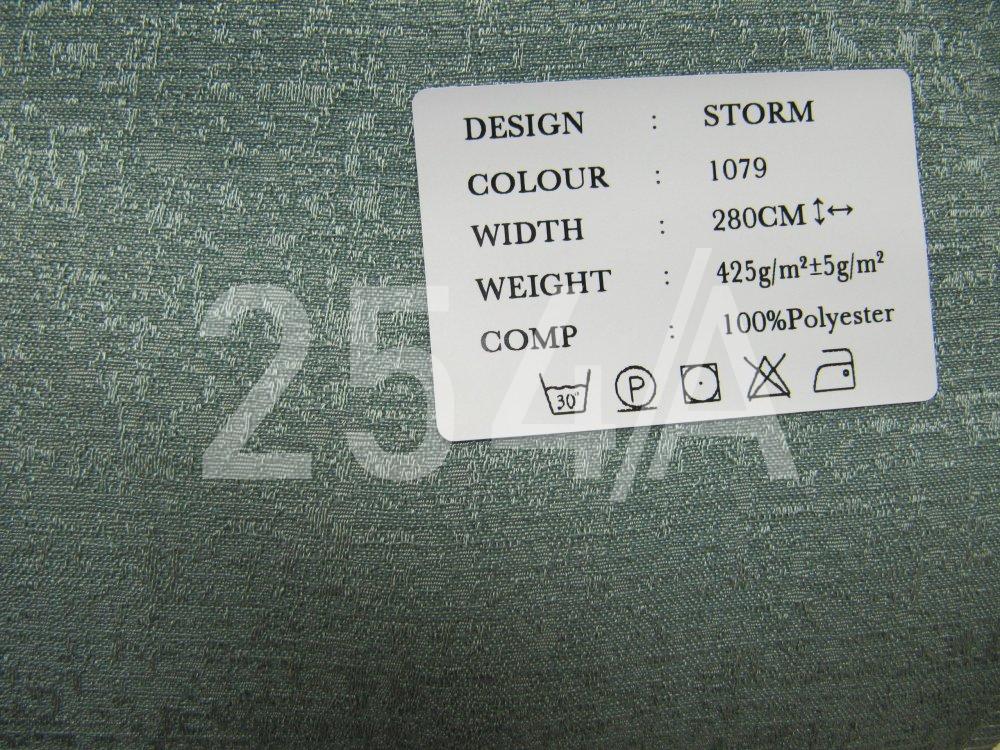 DESIGN : STORM
COLOUR : 1079
WIDTH : 280CM↕↔
WEIGHT : 425g/m²±5g/m²
COMP : 100%Polyester
30° P
254/A